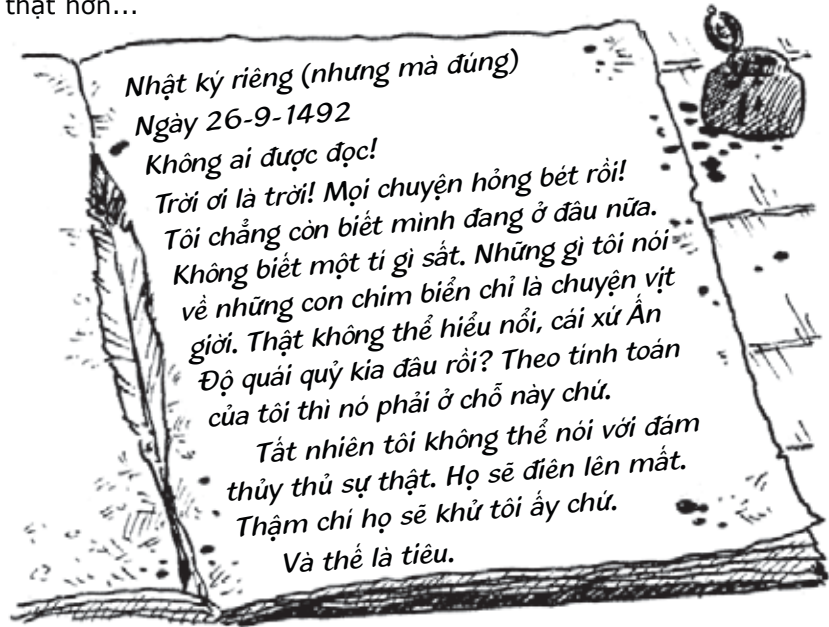 thật hơn...
Nhật ký riêng (nhưng mà đúng)
Ngày 26-9-1492
Không ai được đọc!
Trời ơi là trời! Mọi chuyện hỏng bét rồi!
Tôi chẳng còn biết mình đang ở đâu nữa.
Không biết một tí gì sất. Những gì tôi nói
về những con chim biển chỉ là chuyện vịt
giời. Thật không thể hiểu nổi, cái xứ Ấn
Độ quái quỷ kia đâu rồi? Theo tính toán
của tôi thì nó phải ở chỗ này chứ.
Tất nhiên tôi không thể nói với đám
thủy thủ sự thật. Họ sẽ điên lên mất.
Thậm chí họ sẽ khử tôi ấy chứ.
Và thế là tiêu.